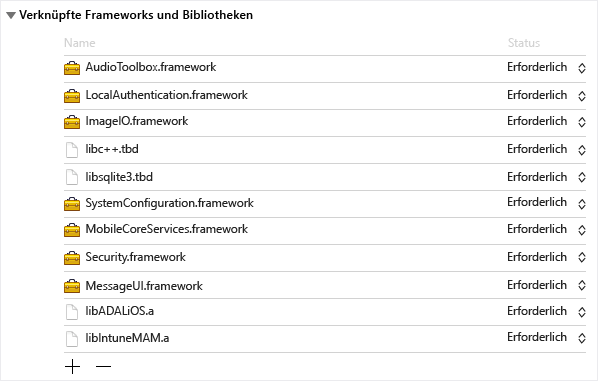 Verknüpfte Frameworks und Bibliotheken
Name Status
AudioToolbox.framework Erforderlich
LocalAuthentication.framework Erforderlich
ImageIO.framework Erforderlich
libc++.tbd Erforderlich
libsqlite3.tbd Erforderlich
SystemConfiguration.framework Erforderlich
MobileCoreServices.framework Erforderlich
Security.framework Erforderlich
MessageUI.framework Erforderlich
libADALiOS.a Erforderlich
libIntuneMAM.a Erforderlich